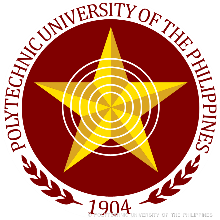 POLYTECHNIC UNIVERSITY OF THE PHILIPPINES
1904